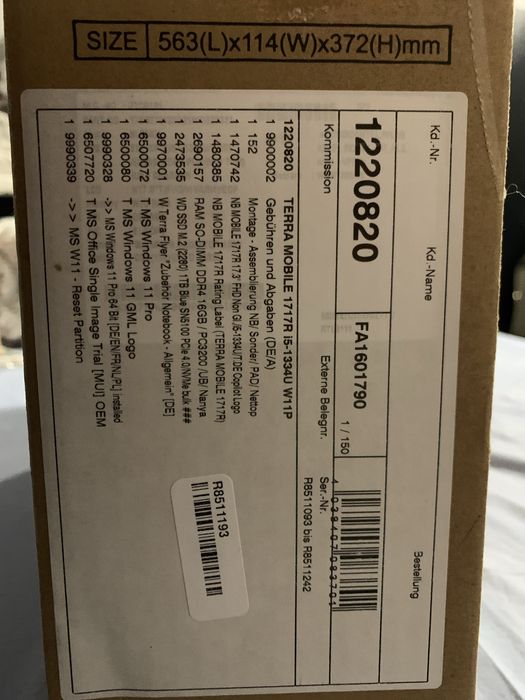 SIZE 563(L)x114(W)x372(H)mm
Kd.-Nr. Kd.-Name Bestellung
1220820 FA1601790 1 / 150
4 039407 083701
Kommission Externe Belegnr. Ser.-Nr.
R8511093 bis R8511242
1220820 TERRA MOBILE 1717R i5-1334U W11P
1 9900002 Gebühren und Abgaben (DE/A)
1 152 Montage - Assemblierung NB/ Sonder/ PAD/ Nettop
1 1470742 NB MOBILE 1717R 17.3" FHD Non Gl./i5-1334U/T.DE Copilot Logo
1 1480385 NB MOBILE 1717R Rating Label (TERRA MOBILE 1717R)
1 2690157 RAM SO-DIMM DDR4 16GB / PC3200 /UB/ Nanya
1 2473535 WD SSD M.2 (2280) 1TB Blue SN5100 PCIe 4.0/NVMe bulk ###
1 9970001 W Terra Flyer "Zubehör Notebook - Allgemein" [DE]
1 6500072 T MS Windows 11 Pro
1 6500080 T MS Windows 11 GML Logo
1 9990328 ->> MS Windows 11 Pro 64 Bit [DE/EN/FR/NL/PL] installed
1 6507720 T MS Office Single Image Trial [MUI] OEM
1 9990339 ->> MS W11 - Reset Partition
R8511193